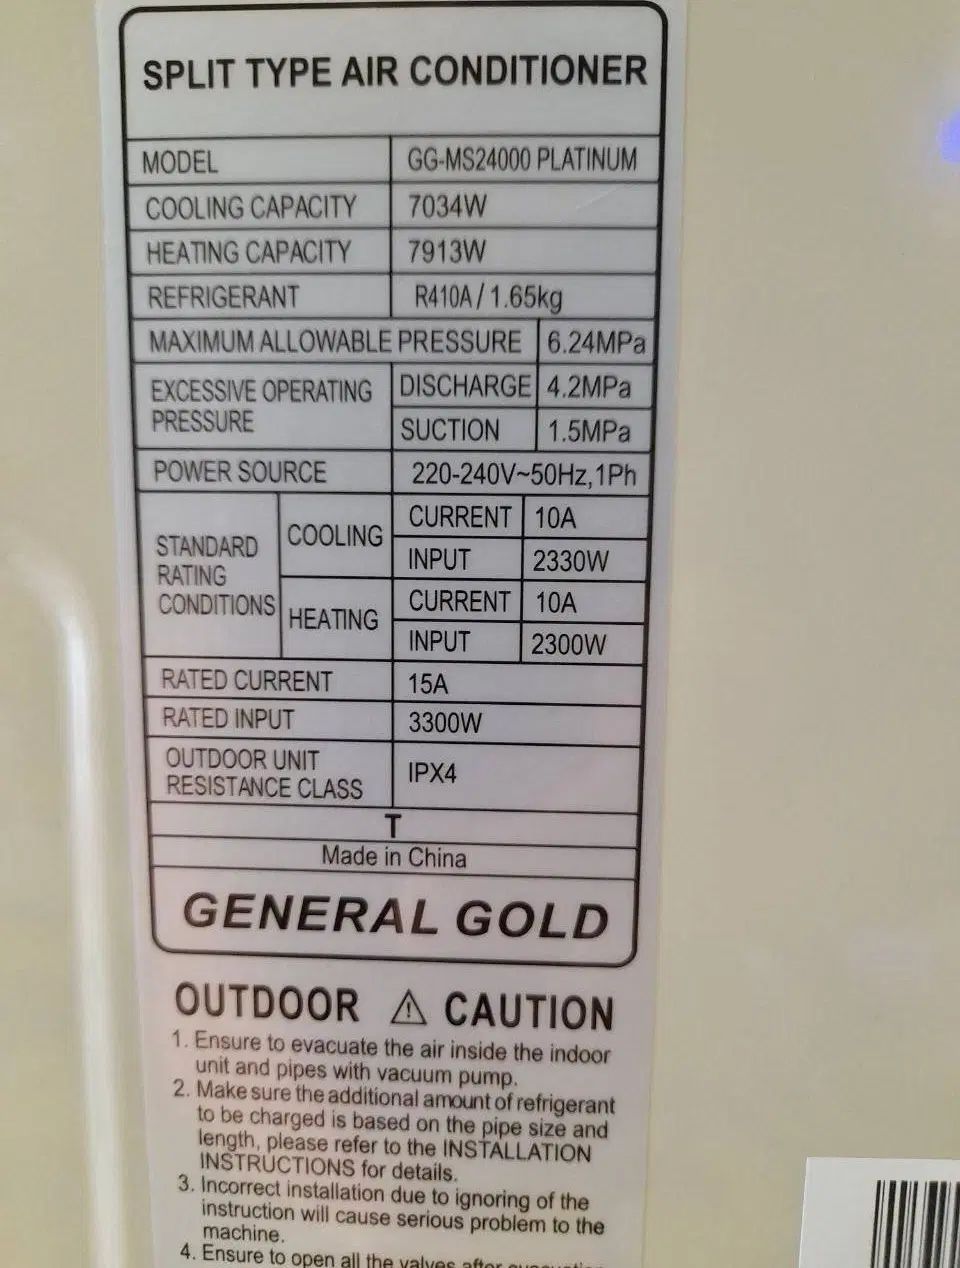 SPLIT TYPE AIR CONDITIONER
MODEL GG-MS24000 PLATINUM
COOLING CAPACITY 7034W
HEATING CAPACITY 7913W
REFRIGERANT R410A / 1.65kg
MAXIMUM ALLOWABLE PRESSURE 6.24MPa
EXCESSIVE OPERATING PRESSURE DISCHARGE 4.2MPa
SUCTION 1.5MPa
POWER SOURCE 220-240V~50Hz,1Ph
STANDARD RATING CONDITIONS COOLING CURRENT 10A
INPUT 2330W
HEATING CURRENT 10A
INPUT 2300W
RATED CURRENT 15A
RATED INPUT 3300W
OUTDOOR UNIT RESISTANCE CLASS IPX4
T
Made in China
GENERAL GOLD
OUTDOOR ⚠ CAUTION
1. Ensure to evacuate the air inside the indoor
unit and pipes with vacuum pump.
2. Make sure the additional amount of refrigerant
to be charged is based on the pipe size and
length, please refer to the INSTALLATION
INSTRUCTIONS for details.
3. Incorrect installation due to ignoring of the
instruction will cause serious problem to the
machine.
4. Ensure to open all the valves after